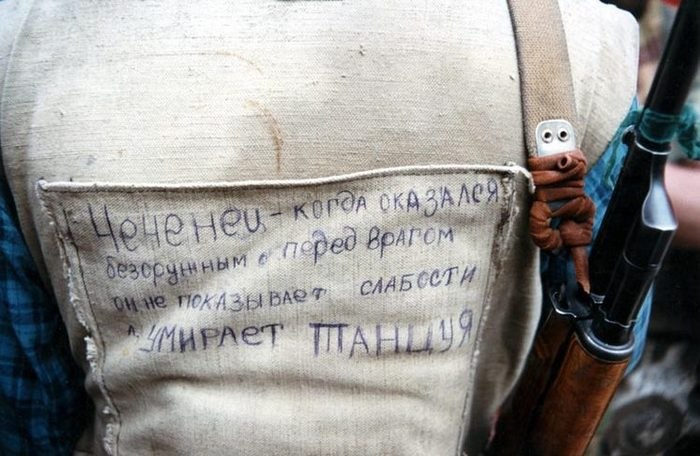 Чеченец - когда оказался
безоружным перед врагом
он не показывает слабости
а умирает танцуя